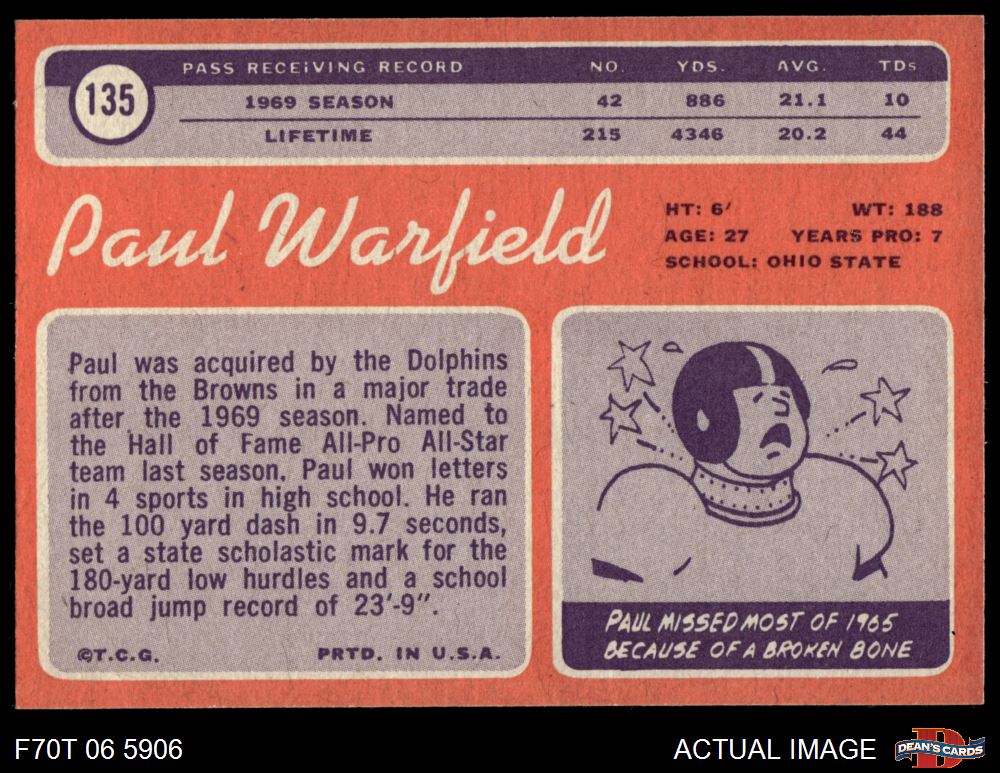 135
PASS RECEIVING RECORD NO. YDS. AVG. TDs
1969 SEASON 42 886 21.1 10
LIFETIME 215 4346 20.2 44
Paul Warfield
HT: 6' WT: 188
AGE: 27 YEARS PRO: 7
SCHOOL: OHIO STATE
Paul was acquired by the Dolphins
from the Browns in a major trade
after the 1969 season. Named to
the Hall of Fame All-Pro All-Star
team last season, Paul won letters
in 4 sports in high school. He ran
the 100 yard dash in 9.7 seconds,
set a state scholastic mark for the
180-yard low hurdles and a school
broad jump record of 23'-9".
©T.C.G. PRTD. IN U.S.A.
PAUL MISSED MOST OF 1965
BECAUSE OF A BROKEN BONE
F70T 06 5906
ACTUAL IMAGE
D
DEAN'S CARDS